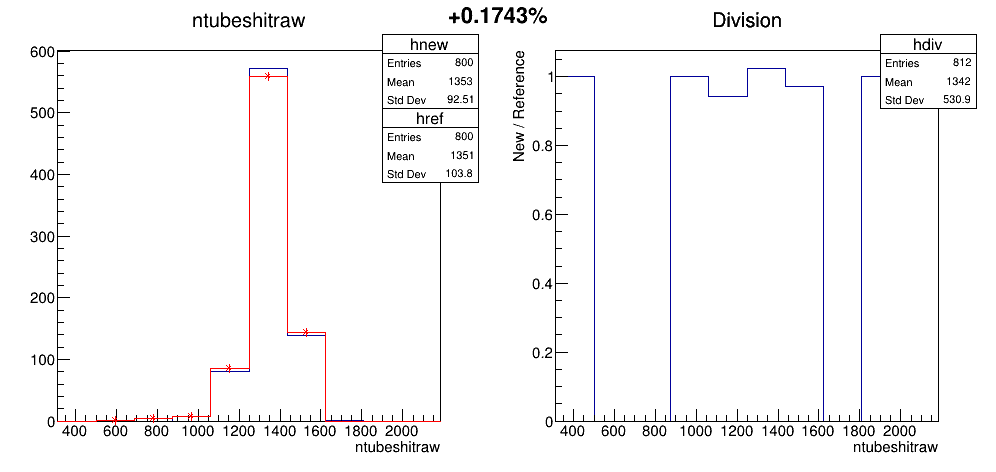 +0.1743%
ntubeshitraw
hnew
Entries 800
Mean 1353
Std Dev 92.51
href
Entries 800
Mean 1351
Std Dev 103.8
600
500
400
300
200
100
0
400 600 800 1000 1200 1400 1600 1800 2000
ntubeshitraw
Division
hdiv
Entries 812
Mean 1342
Std Dev 530.9
New / Reference
1
0.8
0.6
0.4
0.2
0
400 600 800 1000 1200 1400 1600 1800 2000
ntubeshitraw